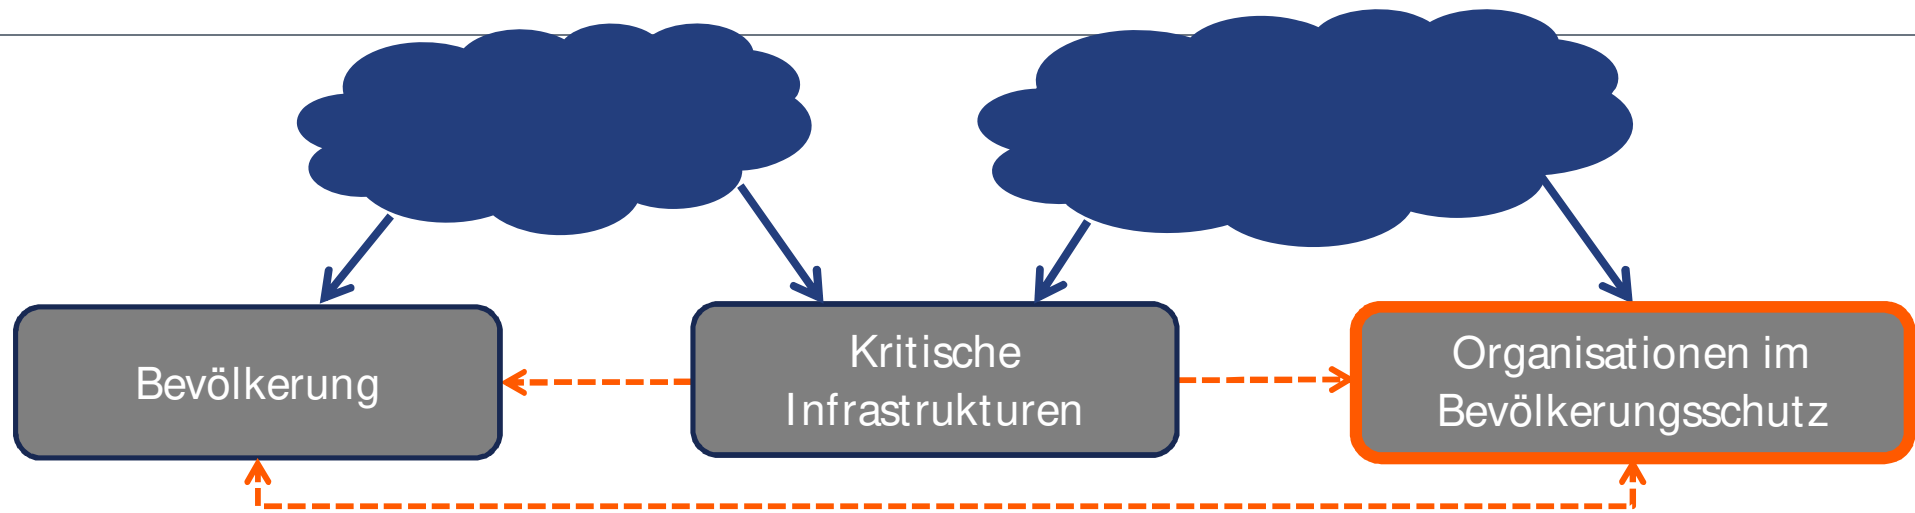 Bevölkerung
Kritische
Infrastrukturen
Organisationen im
Bevölkerungsschutz